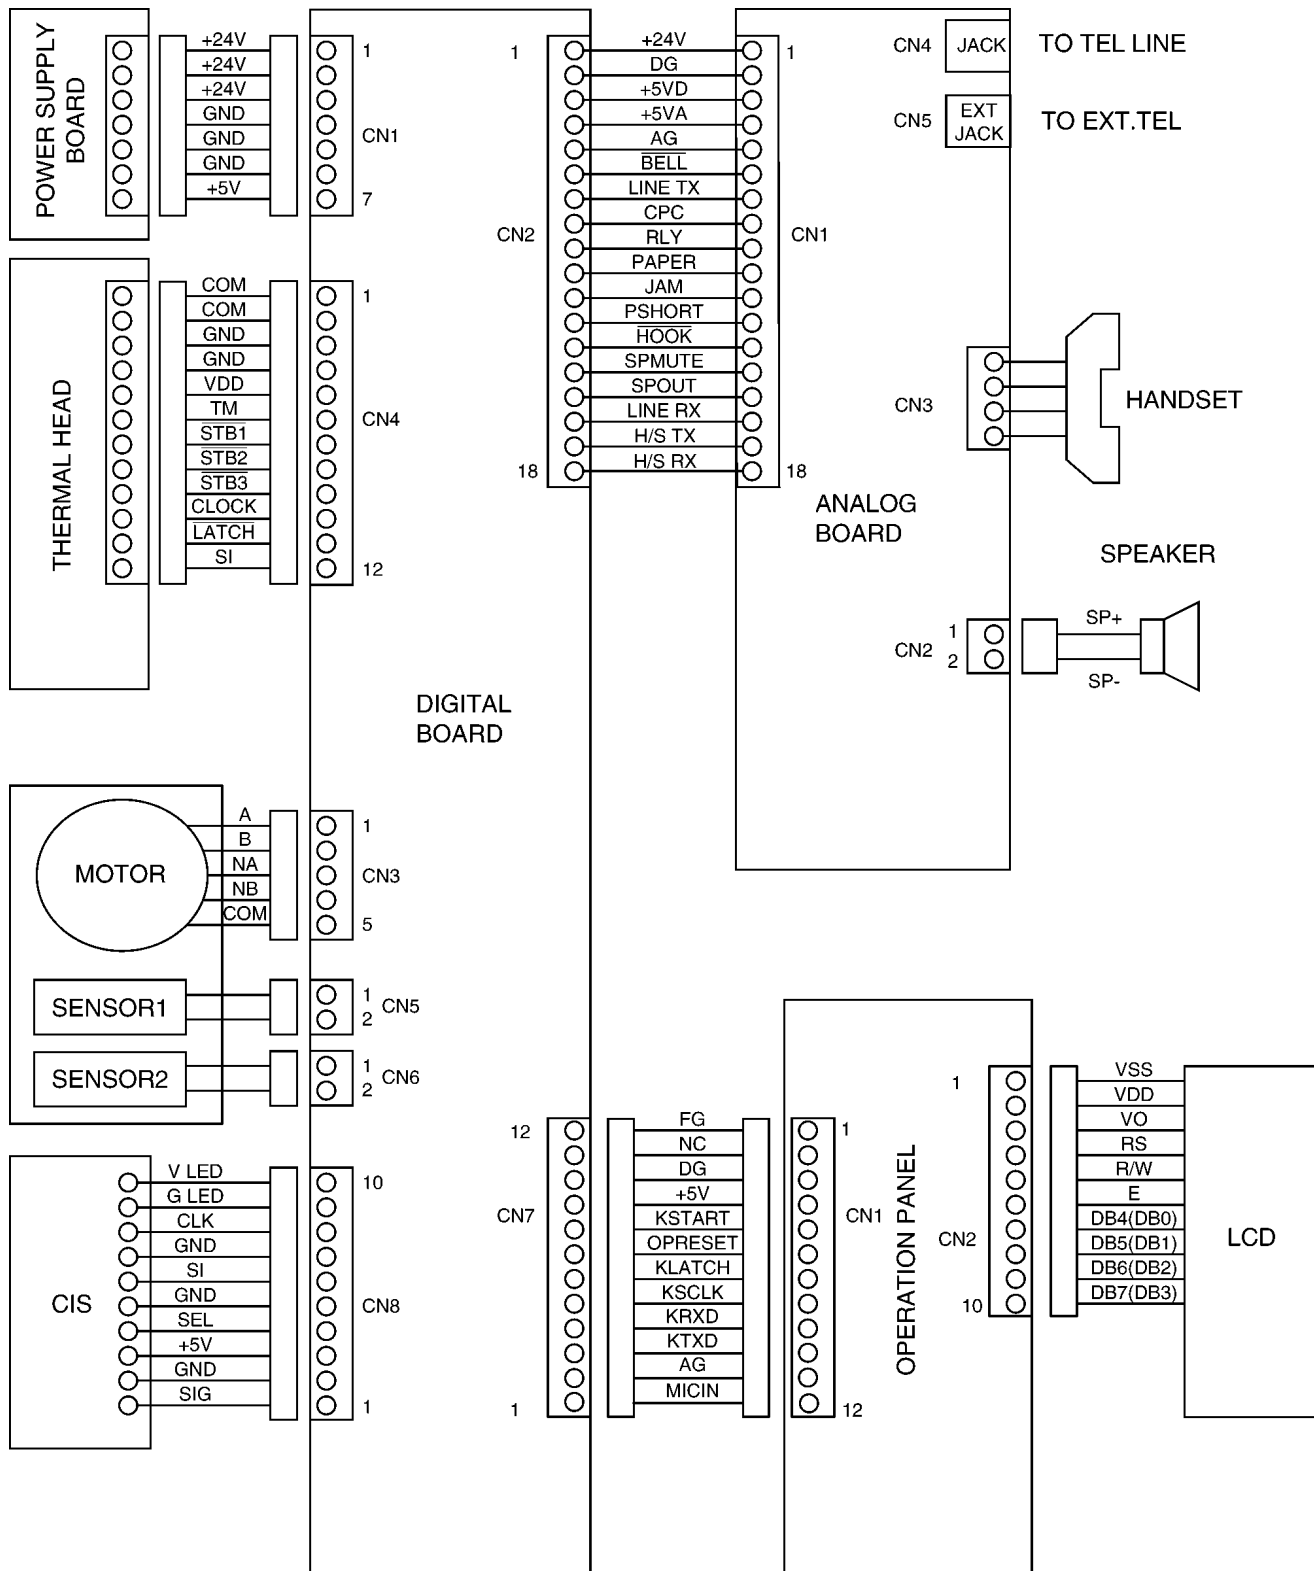 POWER SUPPLY
BOARD
+24V
+24V
+24V
GND
GND
GND
+5V
1
CN1
7
THERMAL HEAD
COM
COM
GND
GND
VDD
TM
STB1
STB2
STB3
CLOCK
LATCH
SI
1
CN4
12
DIGITAL
BOARD
MOTOR
A
B
NA
NB
COM
1
CN3
5
SENSOR1
1
2
CN5
SENSOR2
1
2
CN6
CIS
V LED
G LED
CLK
GND
SI
GND
SEL
+5V
GND
SIG
10
CN8
1
1
CN2
18
+24V
DG
+5VD
+5VA
AG
BELL
LINE TX
CPC
RLY
PAPER
JAM
PSHORT
HOOK
SPMUTE
SPOUT
LINE RX
H/S TX
H/S RX
1
CN1
18
ANALOG
BOARD
CN4
JACK
TO TEL LINE
CN5
EXT
JACK
TO EXT.TEL
CN3
HANDSET
SPEAKER
CN2
1
2
SP+
SP-
12
CN7
1
FG
NC
DG
+5V
KSTART
OPRESET
KLATCH
KSCLK
KRXD
KTXD
AG
MICIN
1
CN1
12
OPERATION PANEL
1
CN2
10
VSS
VDD
VO
RS
R/W
E
DB4(DB0)
DB5(DB1)
DB6(DB2)
DB7(DB3)
LCD